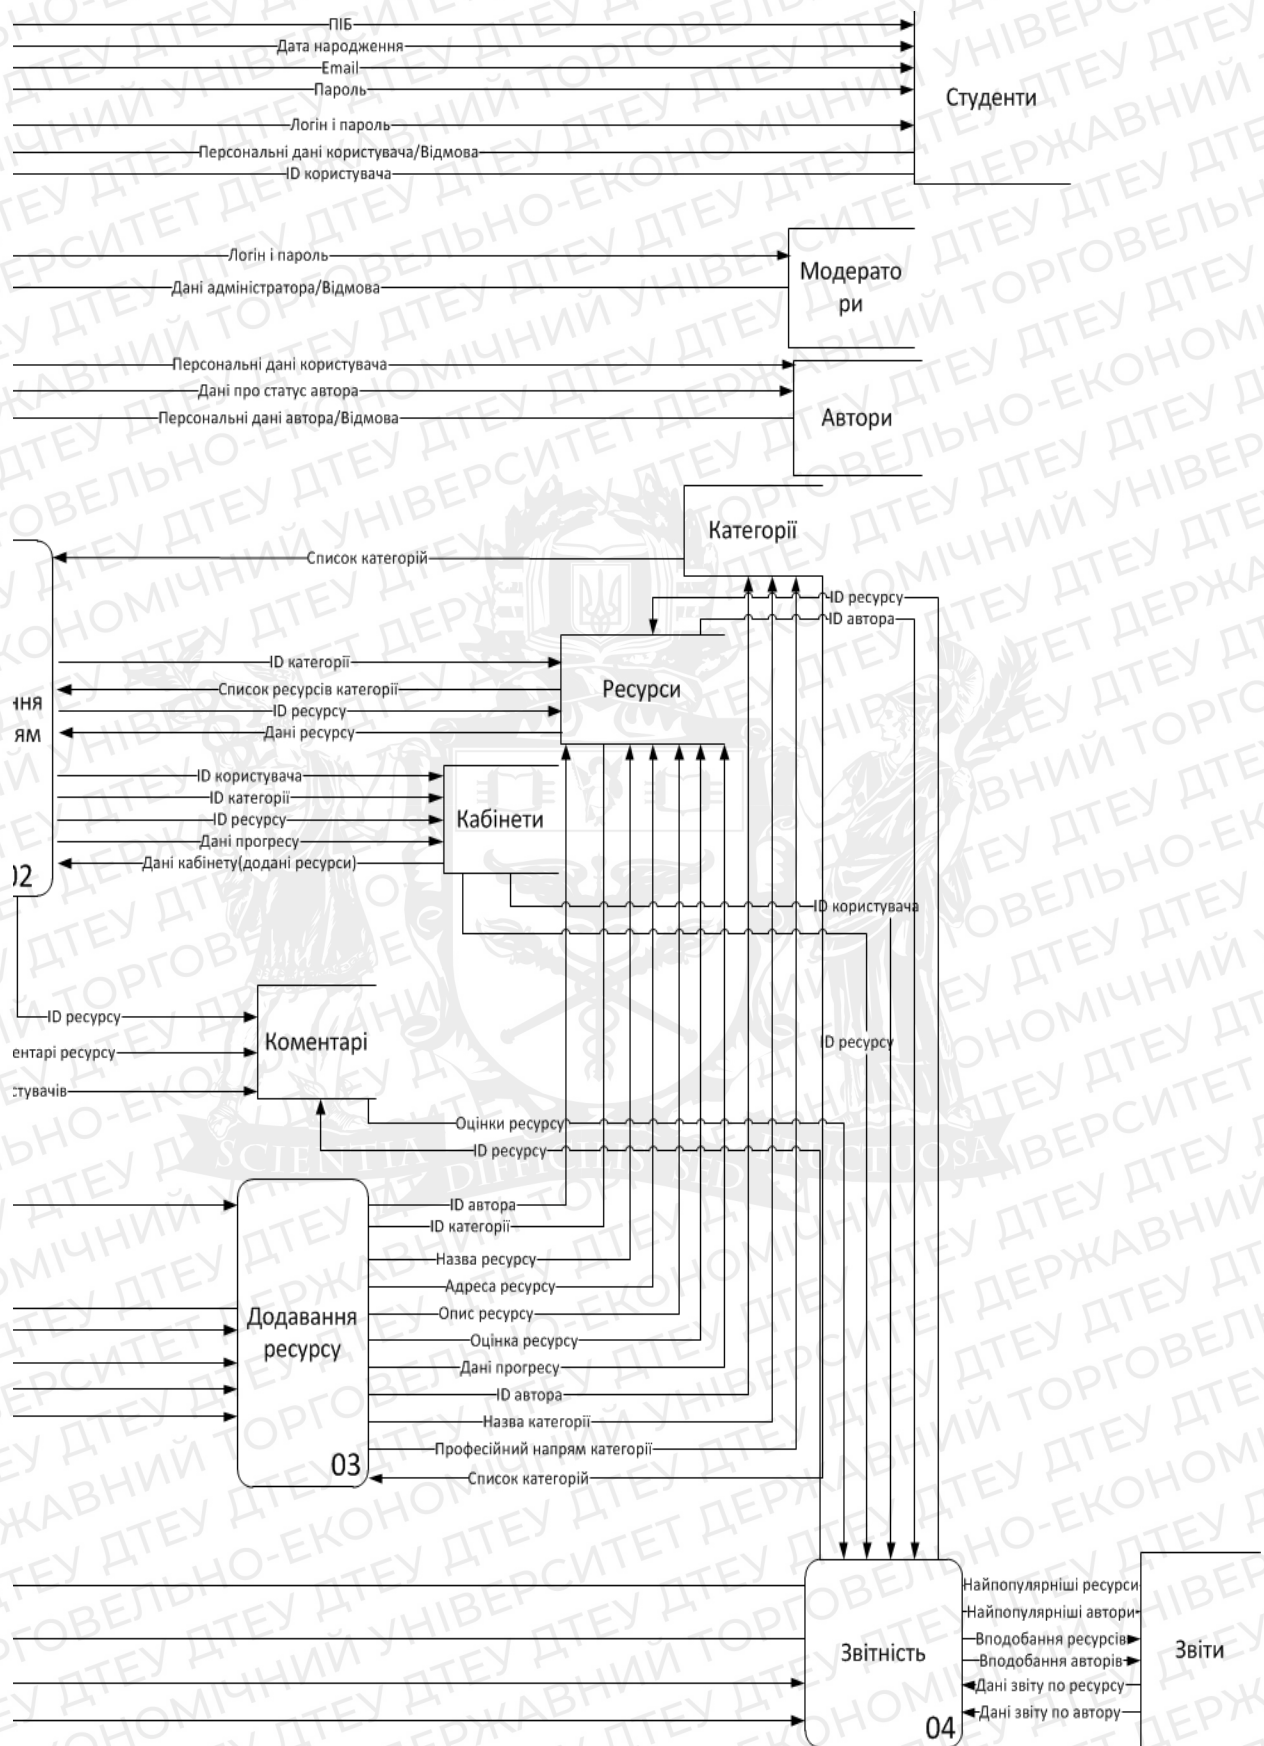 ПІБ
Дата народження
Email
Пароль
Студенти
Логін і пароль
Персональні дані користувача/Відмова
ID користувача
Логін і пароль
Модерато
ри
Дані адміністратора/Відмова
Персональні дані користувача
Дані про статус автора
Персональні дані автора/Відмова
Автори
Категорії
Список категорій
ID ресурсу
ID автора
ID категорії
Список ресурсів категорії
ID ресурсу
Дані ресурсу
Ресурси
ння
ям
02
ID користувача
ID категорії
ID ресурсу
Дані прогресу
Дані кабінету(додані ресурси)
Кабінети
ID користувача
ID ресурсу
ID ресурсу
ентарі ресурсу
стувачів
Коментарі
Оцінки ресурсу
ID ресурсу
SCIENTIA DIFFICILIS SED FRUCTUOSA
ID автора
ID категорії
Назва ресурсу
Адреса ресурсу
Опис ресурсу
Оцінка ресурсу
Дані прогресу
ID автора
Назва категорії
Професійний напрям категорії
Список категорій
Додавання
ресурсу
03
Найпопулярніші ресурси
Найпопулярніші автори
Вподобання ресурсів
Вподобання авторів
Дані звіту по ресурсу
Дані звіту по автору
Звітність
04
Звіти